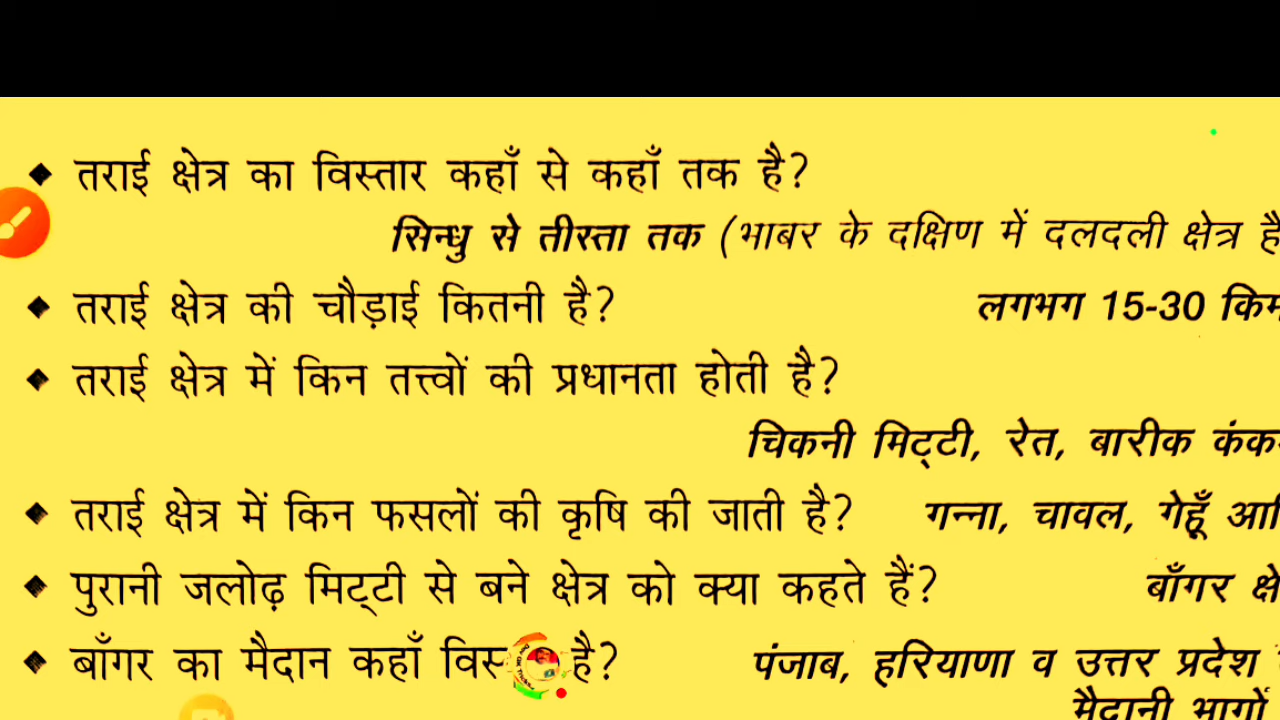 ◆ तराई क्षेत्र का विस्तार कहाँ से कहाँ तक है?
सिन्धु से तीस्ता तक (भाबर के दक्षिण में दलदली क्षेत्र है
◆ तराई क्षेत्र की चौड़ाई कितनी है? लगभग 15-30
◆ तराई क्षेत्र में किन तत्त्वों की प्रधानता होती है?
चिकनी मिट्टी, रेत, बारीक
◆ तराई क्षेत्र में किन फसलों की कृषि की जाती है? गन्ना, चावल, गेहूँ
◆ पुरानी जलोढ़ मिट्टी से बने क्षेत्र को क्या कहते हैं? बाँगर
◆ बाँगर का मैदान कहाँ है? पंजाब, हरियाणा व उत्तर प्रदेश
मैदानी भागों